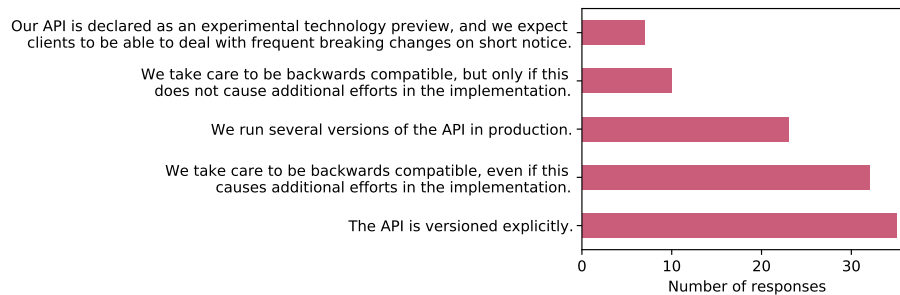 Our API is declared as an experimental technology preview, and we expect
clients to be able to deal with frequent breaking changes on short notice.
We take care to be backwards compatible, but only if this
does not cause additional efforts in the implementation.
We run several versions of the API in production.
We take care to be backwards compatible, even if this
causes additional efforts in the implementation.
The API is versioned explicitly.
0 10 20 30
Number of responses